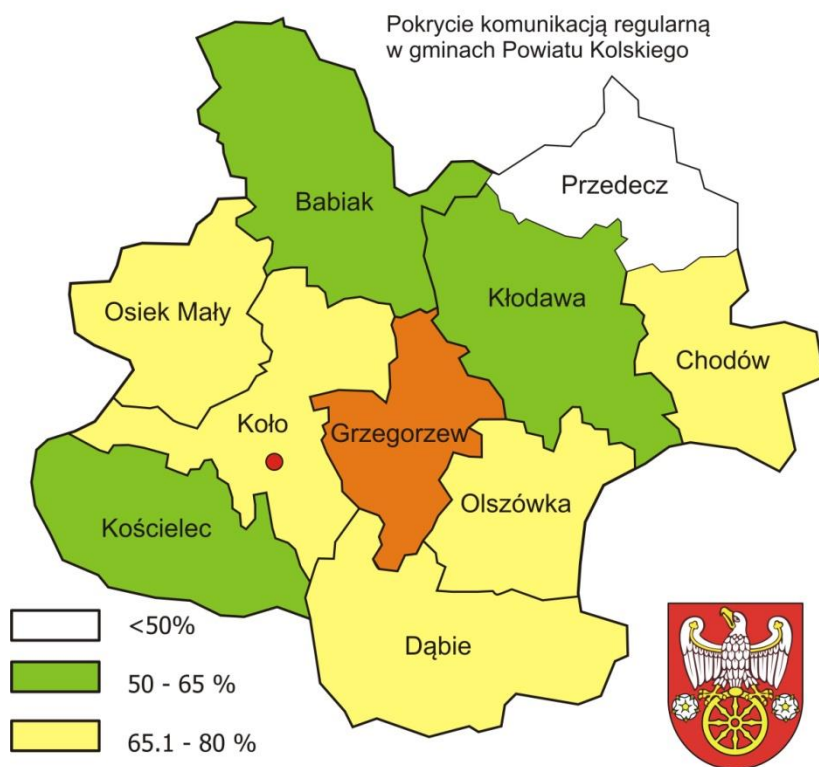 Pokrycie komunikacją regularną
w gminach Powiatu Kolskiego
Przedecz
Babiak
Kłodawa
Osiek Mały
Chodów
Koło
Grzegorzew
Olszówka
Kościelec
Dąbie
<50%
50 - 65 %
65.1 - 80 %